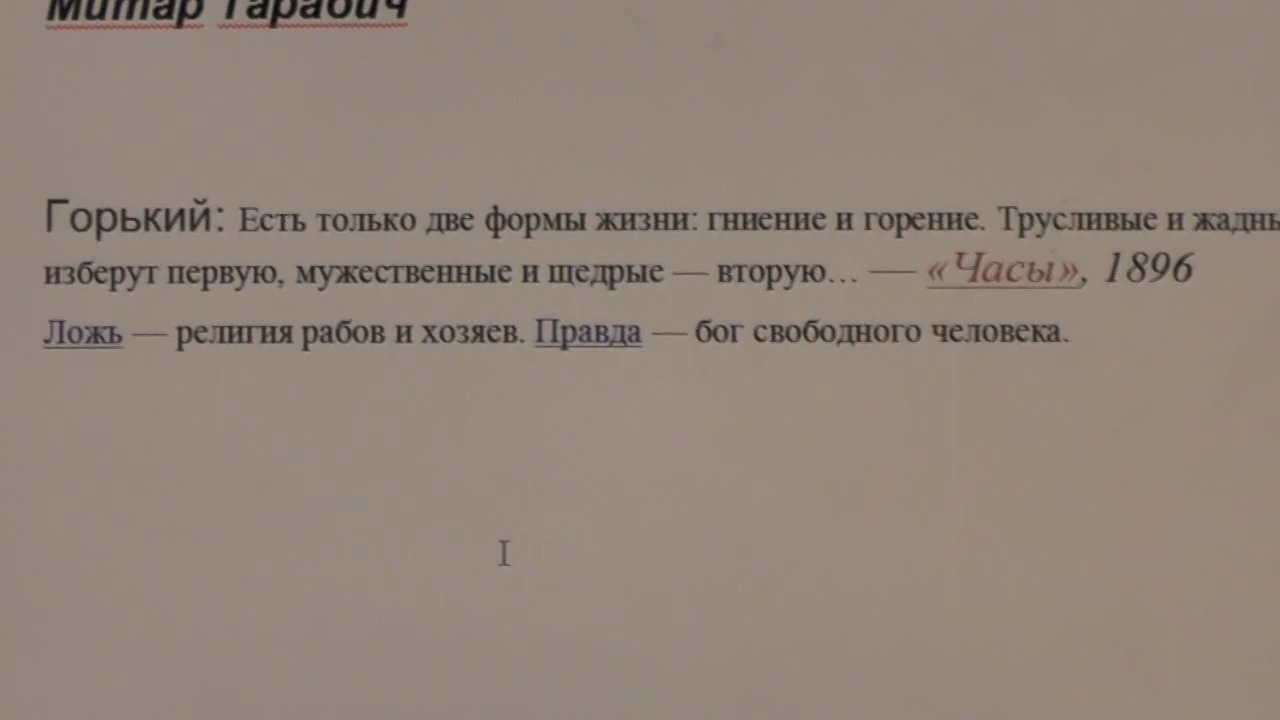 Митар Тарабич
Горький: Есть только две формы жизни: гниение и горение. Трусливые и жадны
изберут первую, мужественные и щедрые — вторую… — «Часы», 1896
Ложь — религия рабов и хозяев. Правда — бог свободного человека.